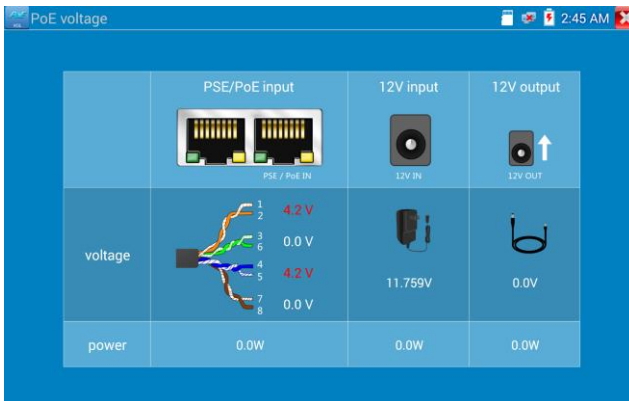 PoE voltage
2:45 AM
PSE/PoE input
12V input
12V output
PSE / PoE IN
12V IN
12V OUT
voltage
1
2
4.2 V
3
6
0.0 V
4
5
4.2 V
7
8
0.0 V
11.759V
0.0V
power
0.0W
0.0W
0.0W